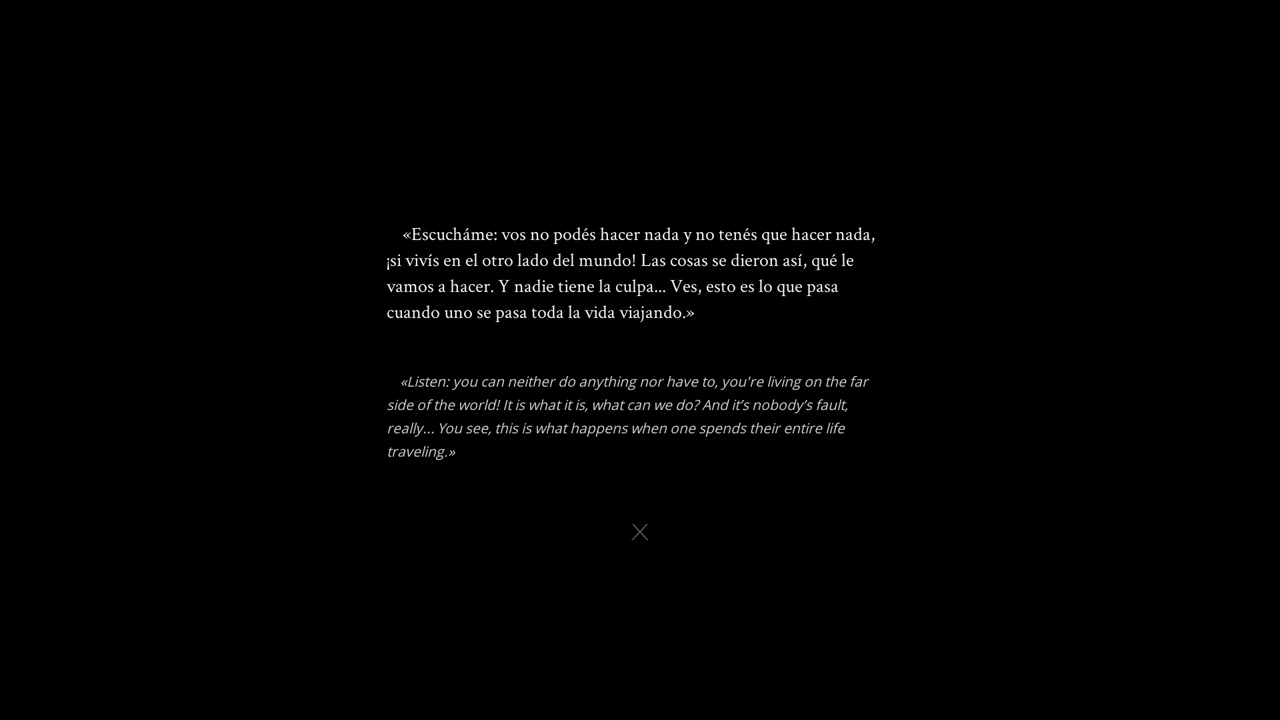 «Escucháme: vos no podés hacer nada y no tenés que hacer nada,
¡si vivís en el otro lado del mundo! Las cosas se dieron así, qué le
vamos a hacer. Y nadie tiene la culpa... Ves, esto es lo que pasa
cuando uno se pasa toda la vida viajando.»
«Listen: you can neither do anything nor have to, you're living on the far
side of the world! It is what it is, what can we do? And it’s nobody’s fault,
really... You see, this is what happens when one spends their entire life
traveling.»